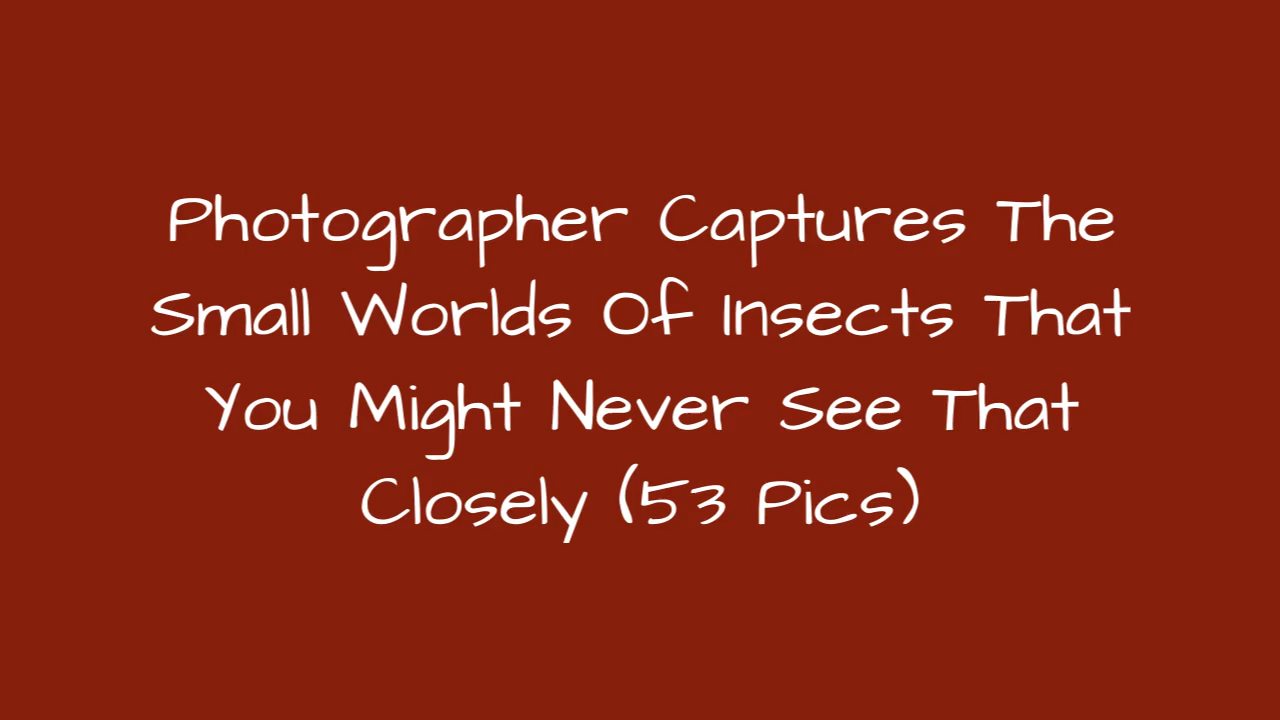 Photographer Captures The
Small Worlds Of Insects That
You Might Never See That
Closely (53 Pics)